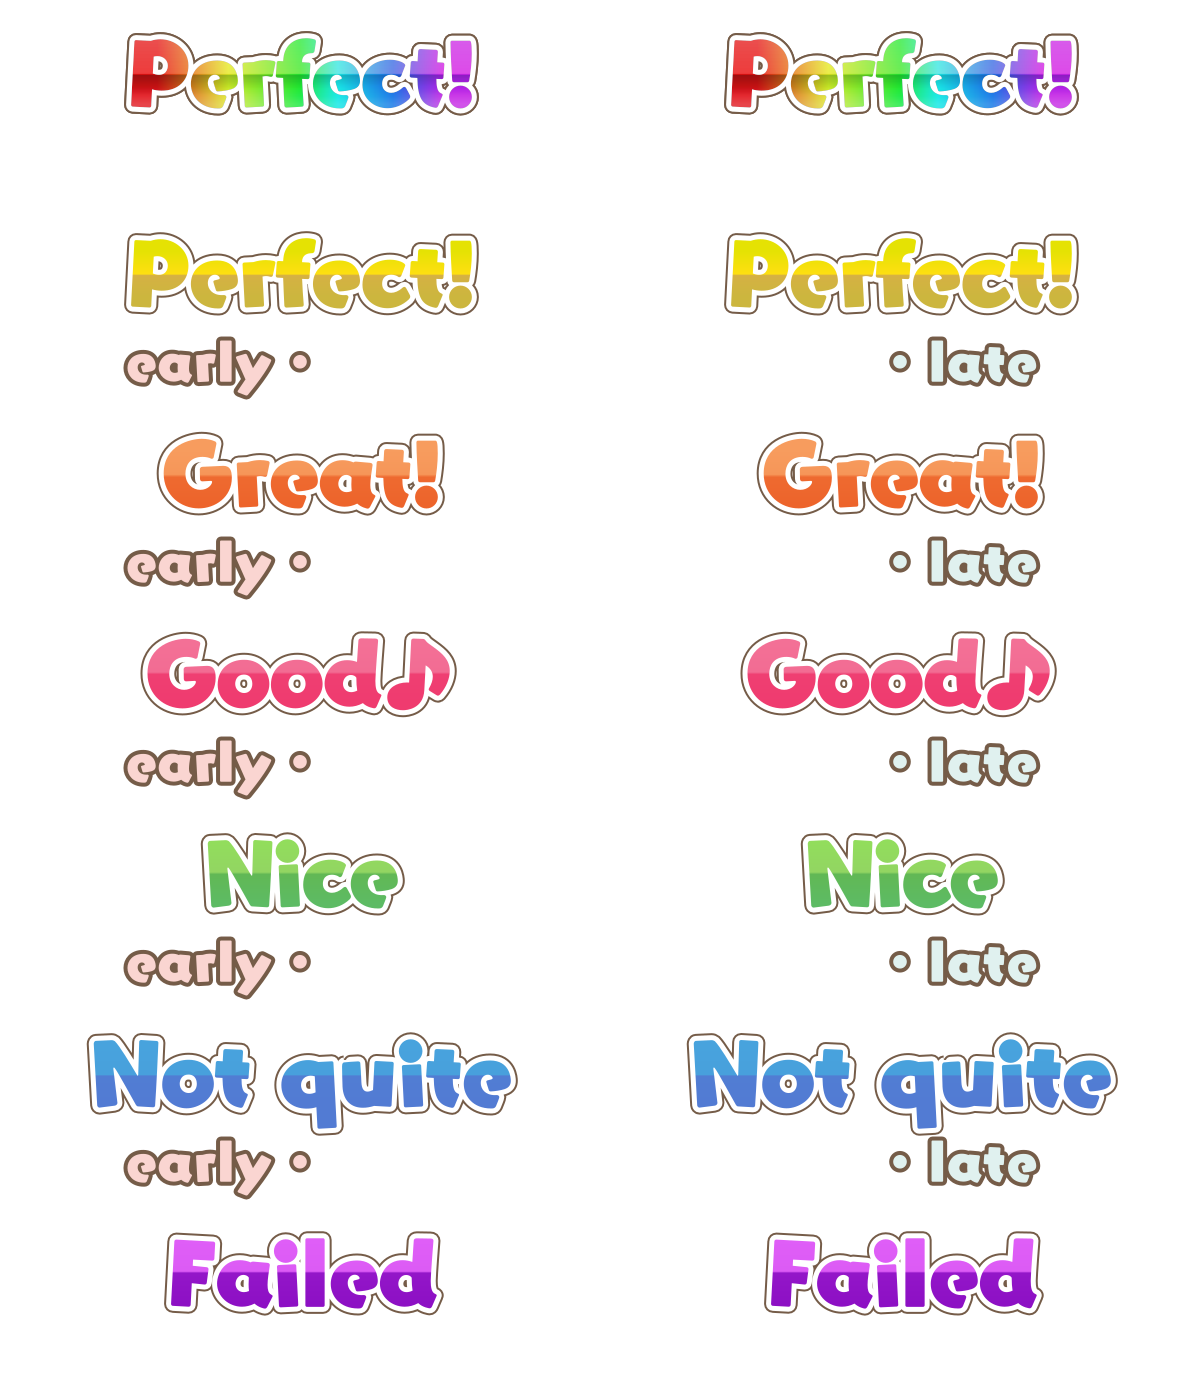 Perfect! Perfect!
Perfect! Perfect!
early • • late
Great! Great!
early • • late
Good♪ Good♪
early • • late
Nice Nice
early • • late
Not quite Not quite
early • • late
Failed Failed